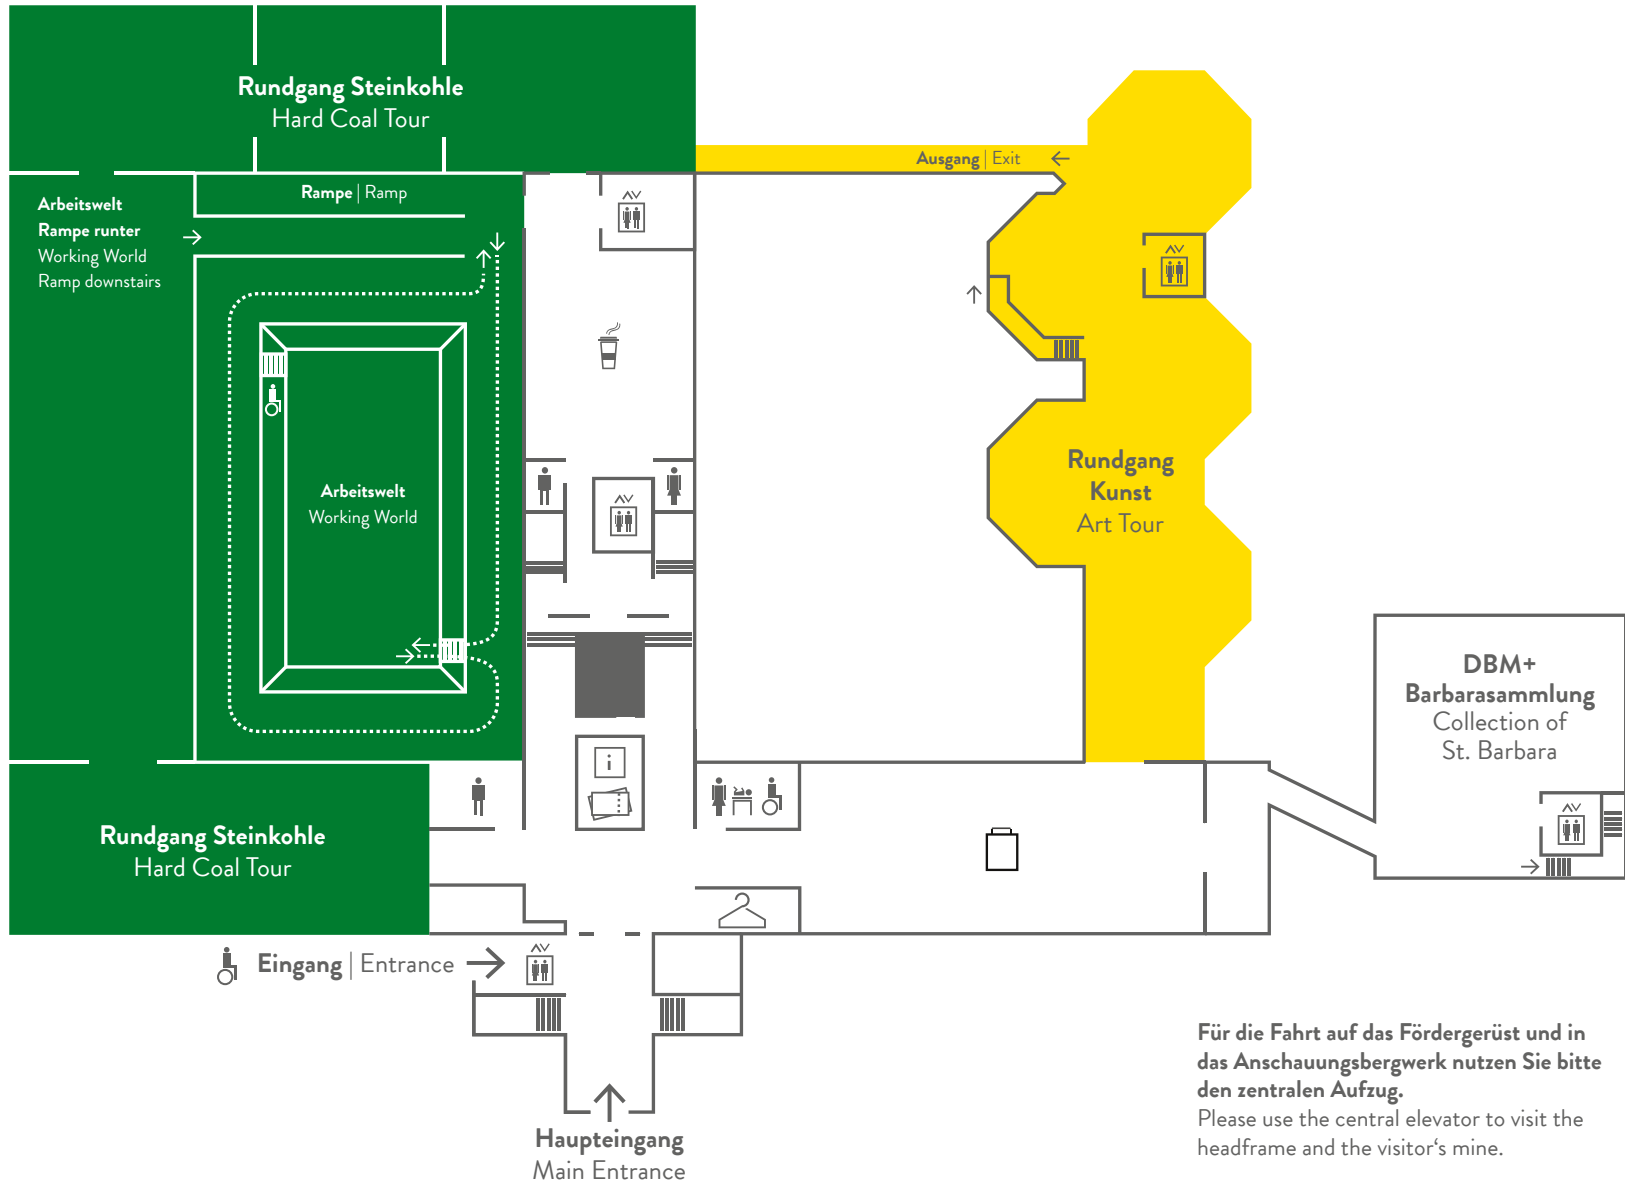 Rundgang Steinkohle
Hard Coal Tour
Ausgang | Exit
Rampe | Ramp
Arbeitswelt
Rampe runter
Working World
Ramp downstairs
Arbeitswelt
Working World
Rundgang
Kunst
Art Tour
DBM+
Barbarasammlung
Collection of
St. Barbara
i
Rundgang Steinkohle
Hard Coal Tour
Eingang | Entrance
Haupteingang
Main Entrance
Für die Fahrt auf das Fördergerüst und in
das Anschauungsbergwerk nutzen Sie bitte
den zentralen Aufzug.
Please use the central elevator to visit the
headframe and the visitor‘s mine.